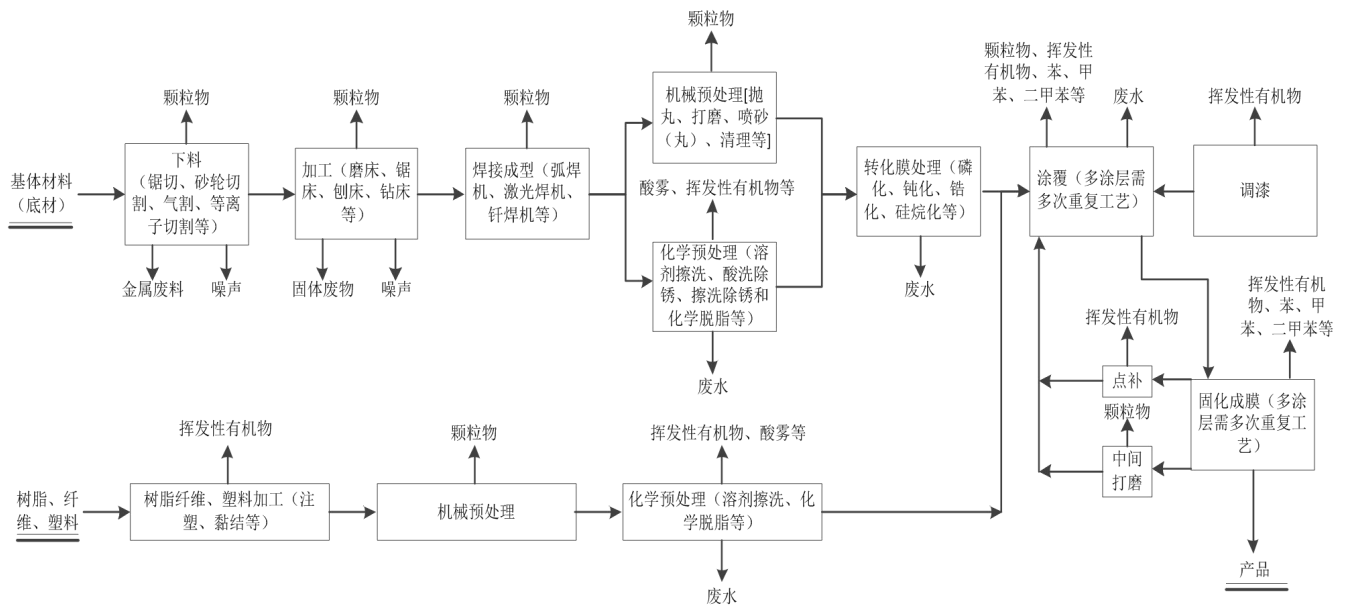 颗粒物
机械预处理[抛
丸、打磨、喷砂
（丸）、清理等]
颗粒物、挥发性
有机物、苯、甲
苯、二甲苯等
废水
挥发性有机物
颗粒物
颗粒物
颗粒物
基体材料
（底材）
下料
（锯切、砂轮切
割、气割、等离
子切割等）
加工（磨床、锯
床、刨床、钻床
等）
焊接成型（弧焊
机、激光焊机、
钎焊机等）
酸雾、挥发性有机物等
转化膜处理（磷
化、钝化、锆
化、硅烷化等）
涂覆（多涂层需
多次重复工艺）
调漆
金属废料
噪声
固体废物
噪声
化学预处理（溶
剂擦洗、酸洗除
锈、擦洗除锈和
化学脱脂等）
废水
废水
挥发性有机
物、苯、甲
苯、二甲苯等
挥发性有机物
点补
颗粒物
中间
打磨
固化成膜（多涂
层需多次重复工
艺）
挥发性有机物
颗粒物
挥发性有机物、酸雾等
树脂、纤
维、塑料
树脂纤维、塑料加工（注
塑、黏结等）
机械预处理
化学预处理（溶剂擦洗、化
学脱脂等）
废水
产品